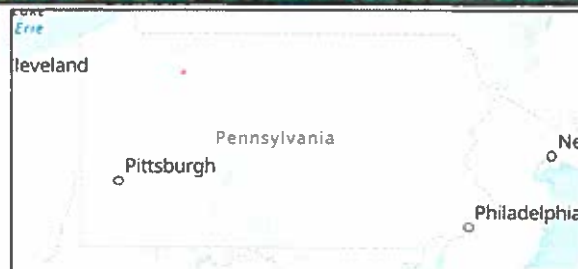 Erie
leveland
Pennsylvania
Ne
Pittsburgh
Philadelphia